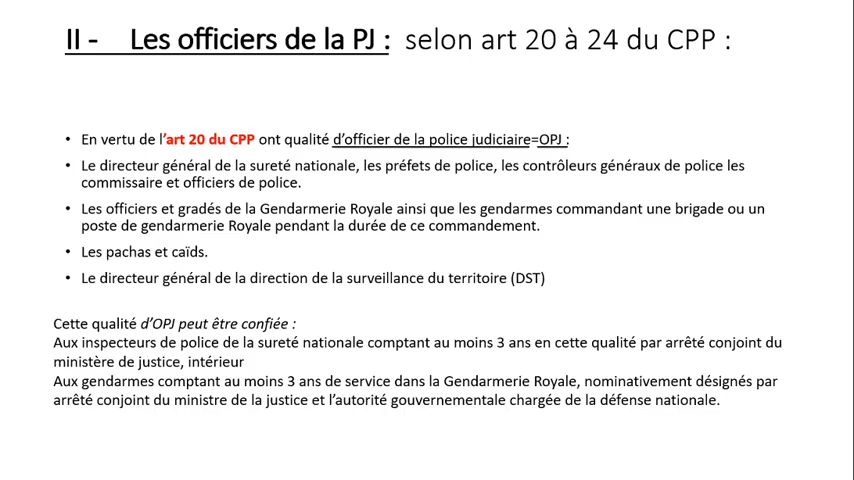 II - Les officiers de la PJ : selon art 20 à 24 du CPP :
• En vertu de l'art 20 du CPP ont qualité d'officier de la police judiciaire=OPJ :
• Le directeur général de la sureté nationale, les préfets de police, les contrôleurs généraux de police les
commissaire et officiers de police.
• Les officiers et gradés de la Gendarmerie Royale ainsi que les gendarmes commandant une brigade ou un
poste de gendarmerie Royale pendant la durée de ce commandement.
• Les pachas et caïds.
• Le directeur général de la direction de la surveillance du territoire (DST)
Cette qualité d'OPJ peut être confiée :
Aux inspecteurs de police de la sureté nationale comptant au moins 3 ans en cette qualité par arrêté conjoint du
ministère de justice, intérieur
Aux gendarmes comptant au moins 3 ans de service dans la Gendarmerie Royale, nominativement désignés par
arrêté conjoint du ministre de la justice et l'autorité gouvernementale chargée de la défense nationale.